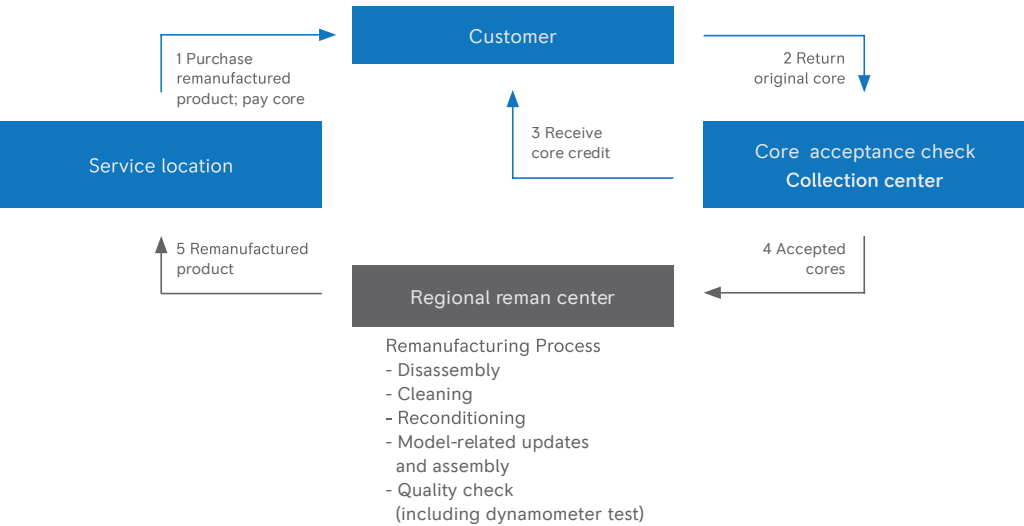 Customer
1 Purchase
remanufactured
product; pay core
2 Return
original core
3 Receive
core credit
Service location
Core acceptance check
Collection center
5 Remanufactured
product
4 Accepted
cores
Regional reman center
Remanufacturing Process
- Disassembly
- Cleaning
- Reconditioning
- Model-related updates
and assembly
- Quality check
(including dynamometer test)